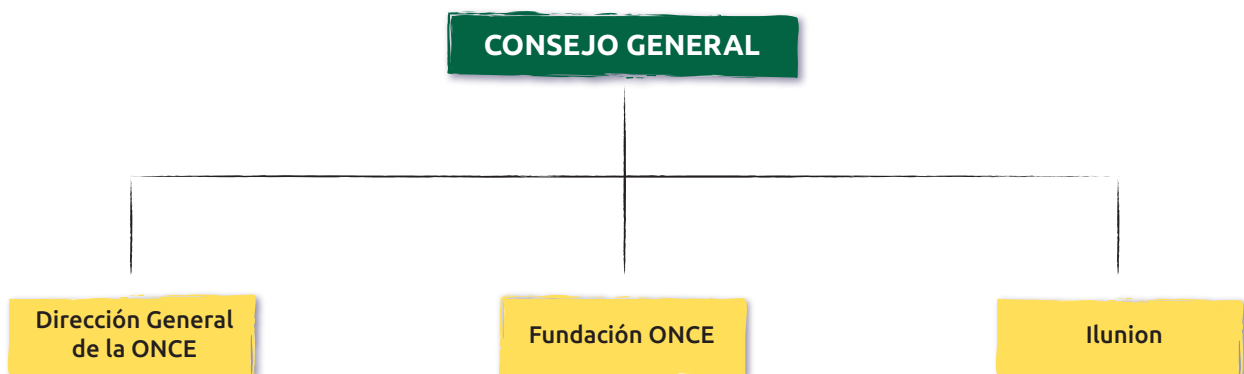 CONSEJO GENERAL
Dirección General
de la ONCE
Fundación ONCE
Ilunion